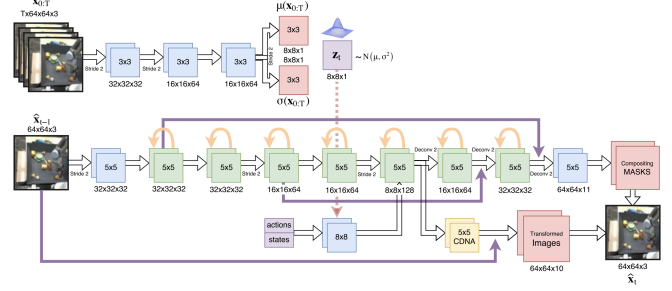 x0:T
Tx64x64x3
Stride 2
3x3
32x32x32
Stride 2
3x3
16x16x64
3x3
16x16x64
Stride 2
μ(x0:T)
3x3
8x8x1
8x8x1
3x3
σ(x0:T)
zt
~ N(μ, σ²)
8x8x1
x̂t−1
64x64x3
Stride 2
5x5
32x32x32
5x5
32x32x32
5x5
32x32x32
Stride 2
5x5
16x16x64
5x5
16x16x64
Stride 2
5x5
8x8x128
Deconv 2
5x5
16x16x64
Deconv 2
5x5
32x32x32
Deconv 2
5x5
64x64x11
Compositing
MASKS
actions
states
8x8
5x5
CDNA
Transformed
Images
64x64x10
64x64x3
x̂t